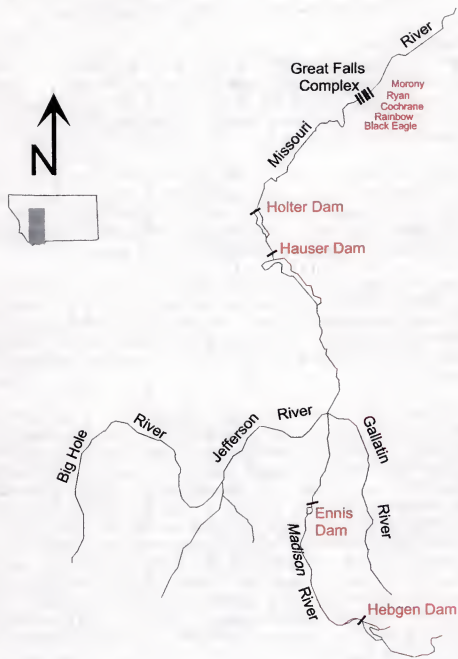 River
Great Falls
Complex
Morony
Ryan
Cochrane
Rainbow
Black Eagle
Missouri
N
Holter Dam
Hauser Dam
Big Hole
River
Jefferson
River
Gallatin
River
Ennis
Dam
Madison
River
Hebgen Dam